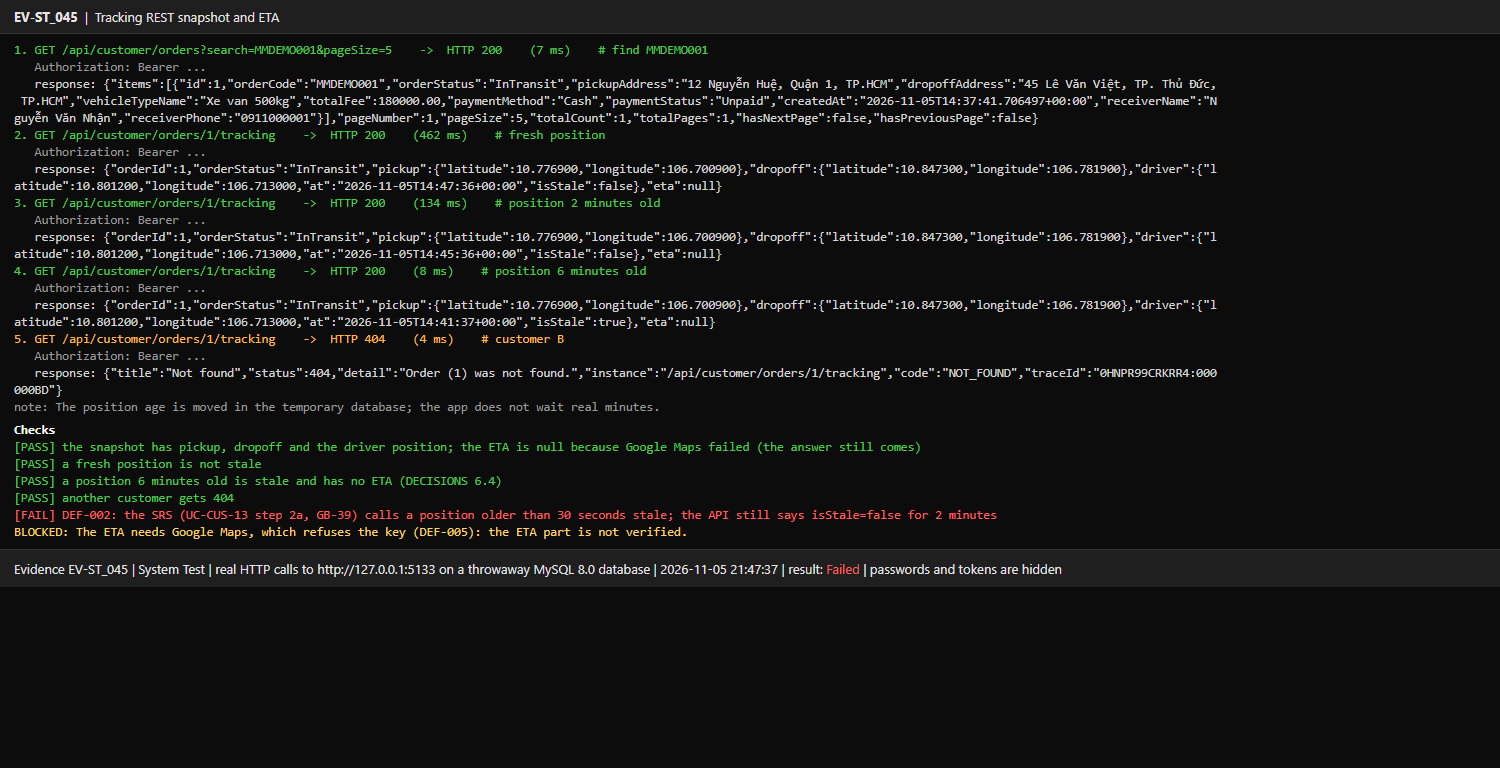 EV-ST_045 | Tracking REST snapshot and ETA
1. GET /api/customer/orders?search=MMDEMO001&pageSize=5 -> HTTP 200 (7 ms) # find MMDEMO001
Authorization: Bearer ...
response: {"items":[{"id":1,"orderCode":"MMDEMO001","orderStatus":"InTransit","pickupAddress":"12 Nguyễn Huệ, Quận 1, TP.HCM","dropoffAddress":"45 Lê Văn Việt, TP. Thủ Đức,
TP.HCM","vehicleTypeName":"Xe van 500kg","totalFee":180000.00,"paymentMethod":"Cash","paymentStatus":"Unpaid","createdAt":"2026-11-05T14:37:41.706497+00:00","receiverName":"N
guyễn Văn Nhận","receiverPhone":"0911000001"}],"pageNumber":1,"pageSize":5,"totalCount":1,"totalPages":1,"hasNextPage":false,"hasPreviousPage":false}
2. GET /api/customer/orders/1/tracking -> HTTP 200 (462 ms) # fresh position
Authorization: Bearer ...
response: {"orderId":1,"orderStatus":"InTransit","pickup":{"latitude":10.776900,"longitude":106.700900},"dropoff":{"latitude":10.847300,"longitude":106.781900},"driver":{"l
atitude":10.801200,"longitude":106.713000,"at":"2026-11-05T14:47:36+00:00","isStale":false},"eta":null}
3. GET /api/customer/orders/1/tracking -> HTTP 200 (134 ms) # position 2 minutes old
Authorization: Bearer ...
response: {"orderId":1,"orderStatus":"InTransit","pickup":{"latitude":10.776900,"longitude":106.700900},"dropoff":{"latitude":10.847300,"longitude":106.781900},"driver":{"l
atitude":10.801200,"longitude":106.713000,"at":"2026-11-05T14:45:36+00:00","isStale":false},"eta":null}
4. GET /api/customer/orders/1/tracking -> HTTP 200 (8 ms) # position 6 minutes old
Authorization: Bearer ...
response: {"orderId":1,"orderStatus":"InTransit","pickup":{"latitude":10.776900,"longitude":106.700900},"dropoff":{"latitude":10.847300,"longitude":106.781900},"driver":{"l
atitude":10.801200,"longitude":106.713000,"at":"2026-11-05T14:41:37+00:00","isStale":true},"eta":null}
5. GET /api/customer/orders/1/tracking -> HTTP 404 (4 ms) # customer B
Authorization: Bearer ...
response: {"title":"Not found","status":404,"detail":"Order (1) was not found.","instance":"/api/customer/orders/1/tracking","code":"NOT_FOUND","traceId":"0HNPR99CRKRR4:000
000BD"}
note: The position age is moved in the temporary database; the app does not wait real minutes.
Checks
[PASS] the snapshot has pickup, dropoff and the driver position; the ETA is null because Google Maps failed (the answer still comes)
[PASS] a fresh position is not stale
[PASS] a position 6 minutes old is stale and has no ETA (DECISIONS 6.4)
[PASS] another customer gets 404
[FAIL] DEF-002: the SRS (UC-CUS-13 step 2a, GB-39) calls a position older than 30 seconds stale; the API still says isStale=false for 2 minutes
BLOCKED: The ETA needs Google Maps, which refuses the key (DEF-005): the ETA part is not verified.
Evidence EV-ST_045 | System Test | real HTTP calls to http://127.0.0.1:5133 on a throwaway MySQL 8.0 database | 2026-11-05 21:47:37 | result: Failed | passwords and tokens are hidden